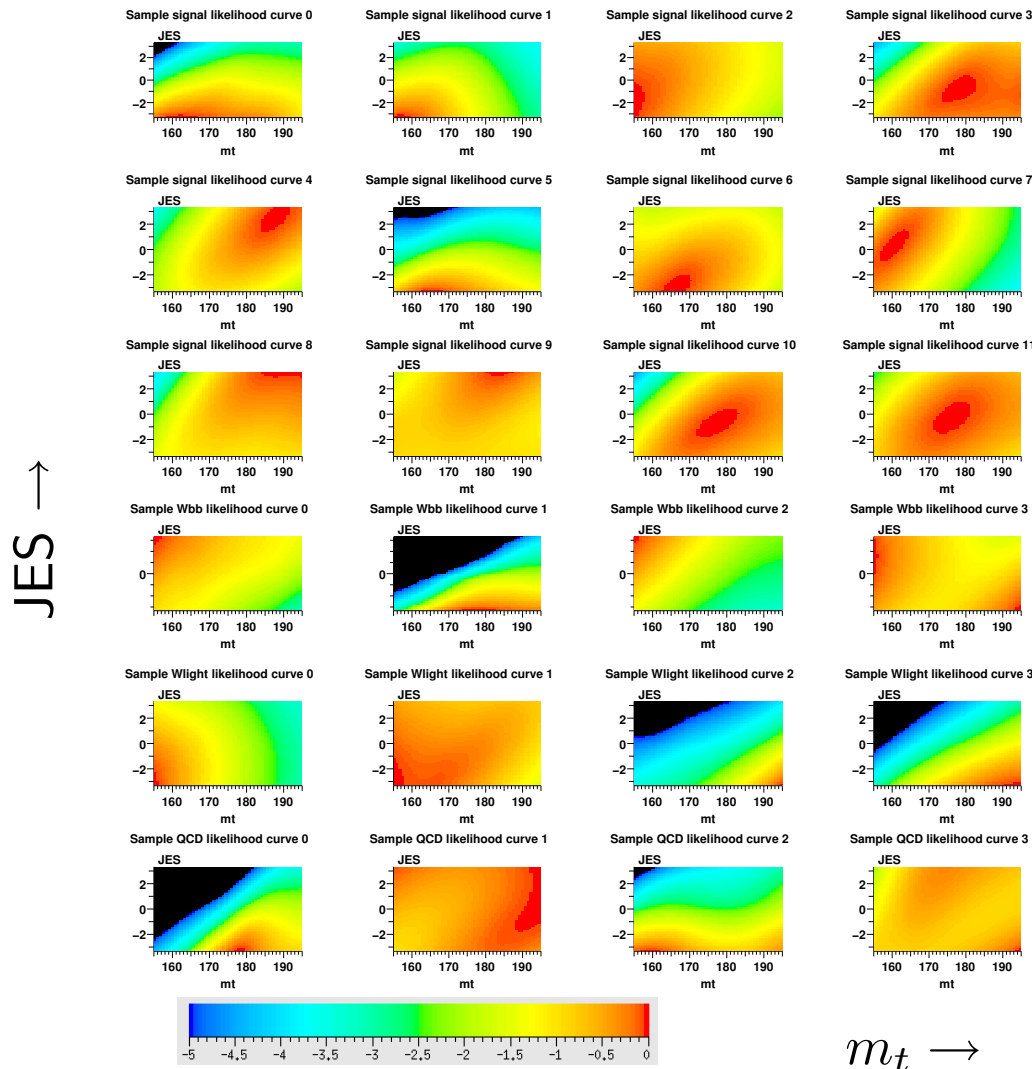 Sample signal likelihood curve 0 Sample signal likelihood curve 1 Sample signal likelihood curve 2 Sample signal likelihood curve 3
JES JES JES JES
2 2 2 2
0 0 0 0
−2 −2 −2 −2
160 170 180 190 160 170 180 190 160 170 180 190 160 170 180 190
mt mt mt mt
Sample signal likelihood curve 4 Sample signal likelihood curve 5 Sample signal likelihood curve 6 Sample signal likelihood curve 7
JES JES JES JES
2 2 2 2
0 0 0 0
−2 −2 −2 −2
160 170 180 190 160 170 180 190 160 170 180 190 160 170 180 190
mt mt mt mt
Sample signal likelihood curve 8 Sample signal likelihood curve 9 Sample signal likelihood curve 10 Sample signal likelihood curve 11
JES JES JES JES
2 2 2 2
0 0 0 0
−2 −2 −2 −2
160 170 180 190 160 170 180 190 160 170 180 190 160 170 180 190
mt mt mt mt
JES →
Sample Wbb likelihood curve 0 Sample Wbb likelihood curve 1 Sample Wbb likelihood curve 2 Sample Wbb likelihood curve 3
JES JES JES JES
0 0 0 0
160 170 180 190 160 170 180 190 160 170 180 190 160 170 180 190
mt mt mt mt
Sample Wlight likelihood curve 0 Sample Wlight likelihood curve 1 Sample Wlight likelihood curve 2 Sample Wlight likelihood curve 3
JES JES JES JES
2 2 2 2
0 0 0 0
−2 −2 −2 −2
160 170 180 190 160 170 180 190 160 170 180 190 160 170 180 190
mt mt mt mt
Sample QCD likelihood curve 0 Sample QCD likelihood curve 1 Sample QCD likelihood curve 2 Sample QCD likelihood curve 3
JES JES JES JES
2 2 2 2
0 0 0 0
−2 −2 −2 −2
160 170 180 190 160 170 180 190 160 170 180 190 160 170 180 190
mt mt mt mt
−5 −4.5 −4 −3.5 −3 −2.5 −2 −1.5 −1 −0.5 0
m_t →